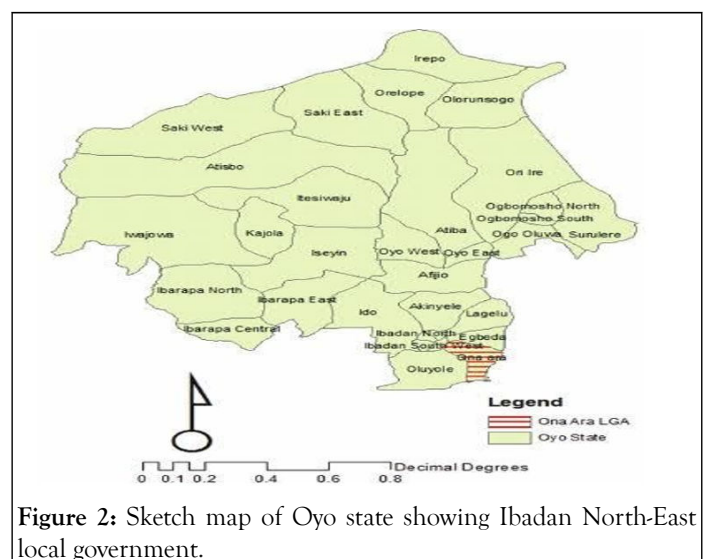 Irepo
Orelope
Olorunsogo
Saki East
Saki West
Atisbo
Ori Ire
Itesiwaju
Ogbomosho North
Ogbomosho South
Iwajowa
Kajola
Atiba
Ogo Oluwa
Surulere
Iseyin
Oyo West
Oyo East
Afijio
Ibarapa North
Ibarapa East
Ido
Akinyele
Lagelu
Ibarapa Central
Ibadan North
Egbeda
Ibadan South West
Ona ara
Oluyole
Legend
Ona Ara LGA
Oyo State
Decimal Degrees
0 0.1 0.2 0.4 0.6 0.8
Figure 2: Sketch map of Oyo state showing Ibadan North-East
local government.